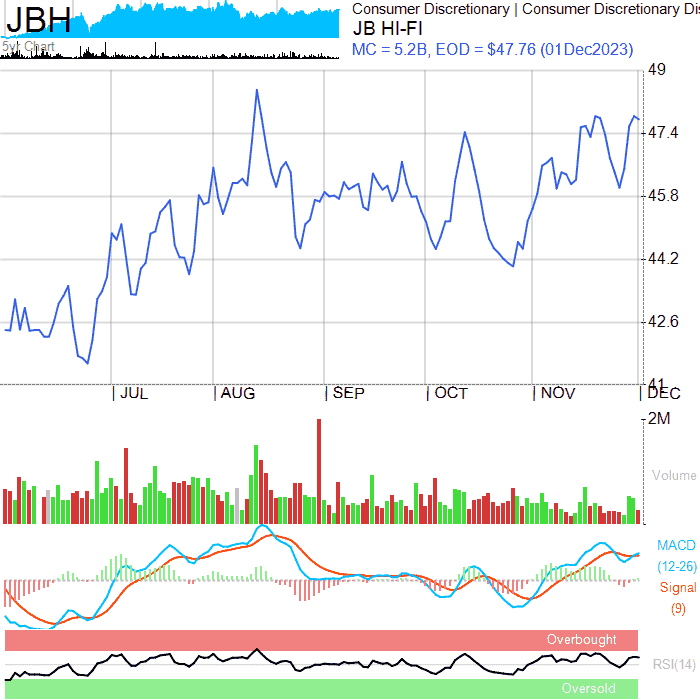 JBH
5yr Chart
Consumer Discretionary | Consumer Discretionary Dis
JB HI-FI
MC = 5.2B, EOD = $47.76 (01Dec2023)
49
47.4
45.8
44.2
42.6
41
JUL
AUG
SEP
OCT
NOV
DEC
2M
Volume
MACD
(12-26)
Signal
(9)
Overbought
RSI(14)
Oversold